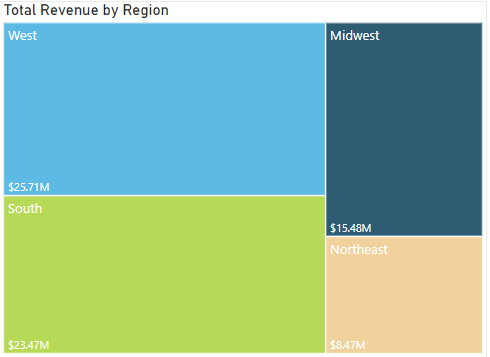 Total Revenue by Region
West
$25.71M
South
$23.47M
Midwest
$15.48M
Northeast
$8.47M